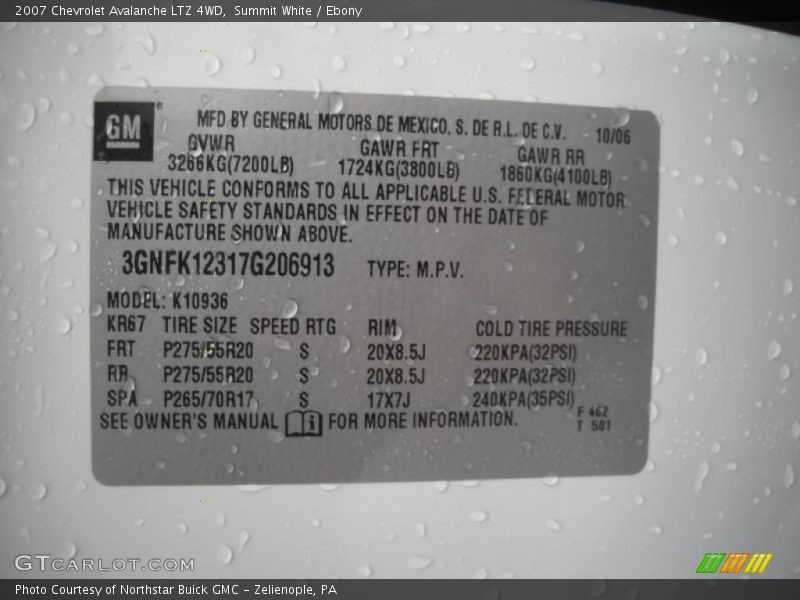 2007 Chevrolet Avalanche LTZ 4WD,  Summit White / Ebony
GM
MFD BY GENERAL MOTORS DE MEXICO, S. DE R.L. DE C.V. 10/06
GVWR GAWR FRT GAWR RR
3266KG(7200LB) 1724KG(3800LB) 1860KG(4100LB)
THIS VEHICLE CONFORMS TO ALL APPLICABLE U.S. FEDERAL MOTOR
VEHICLE SAFETY STANDARDS IN EFFECT ON THE DATE OF
MANUFACTURE SHOWN ABOVE.
3GNFK12317G206913 TYPE: M.P.V.
MODEL: K10936
KR67 TIRE SIZE SPEED RTG RIM COLD TIRE PRESSURE
FRT P275/55R20 S 20X8.5J 220KPA(32PSI)
RR P275/55R20 S 20X8.5J 220KPA(32PSI)
SPA P265/70R17 S 17X7J 240KPA(35PSI)
SEE OWNER'S MANUAL i FOR MORE INFORMATION.
F 462
T 501
GTCARLOT.COM
Photo Courtesy of Northstar Buick GMC - Zelienople, PA